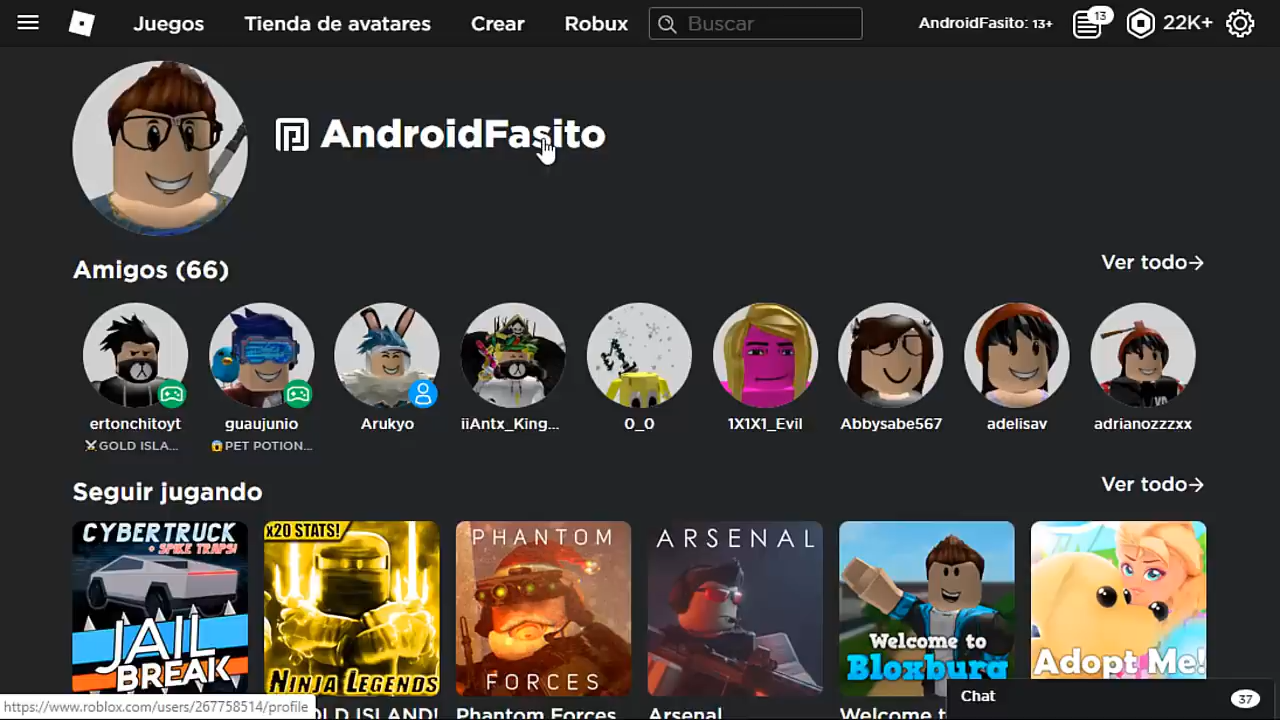 Juegos Tienda de avatares Crear Robux Buscar AndroidFasito: 13+ 13 22K+
AndroidFasito
Amigos (66) Ver todo→
ertonchitoyt guaujunio Arukyo iiAntx_King... 0_0 1X1X1_Evil Abbysabe567 adelisav adrianozzzxx
GOLD ISLA... PET POTION...
Seguir jugando Ver todo→
CYBERTRUCK
+ SPIKE TRAPS!
JAIL
BREAK
x20 STATS!
NINJA LEGENDS
PHANTOM
FORCES
ARSENAL
Welcome to
Bloxburg
Adopt Me!
OLD ISLAND! Phantom Forces Arsenal Welcome t
Chat 37
https://www.roblox.com/users/267758514/profile